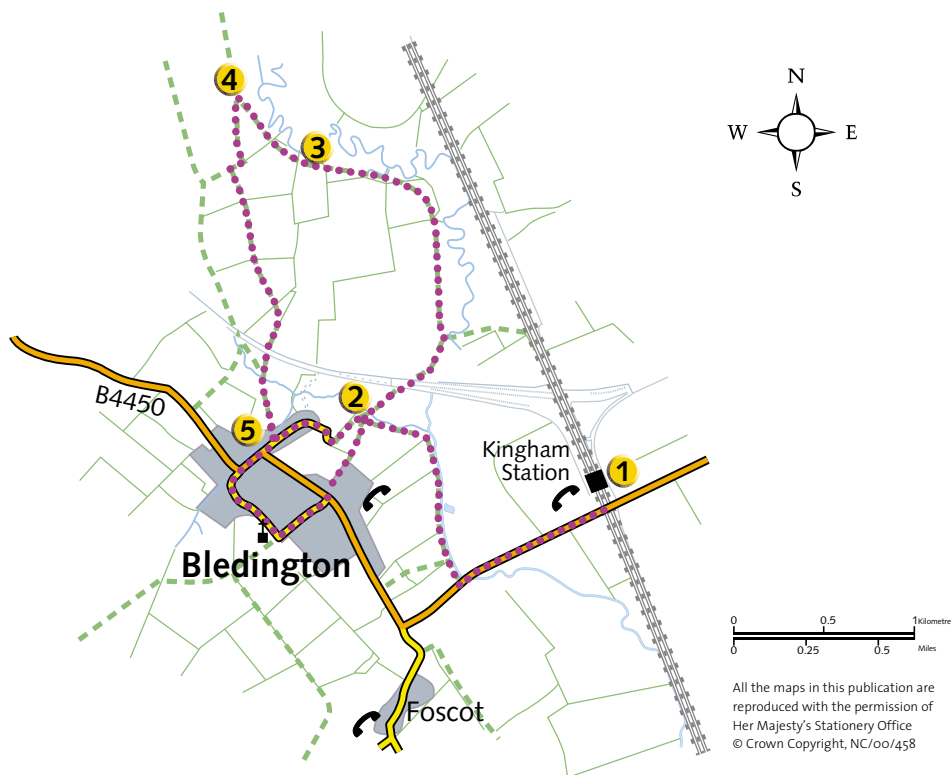 N
4
3
W E
S
B4450
2
5
Kingham
Station
1
Bledington
0 0.5 1 Kilometre
0 0.25 0.5 Miles
Foscot
All the maps in this publication are
reproduced with the permission of
Her Majesty's Stationery Office
© Crown Copyright, NC/00/458